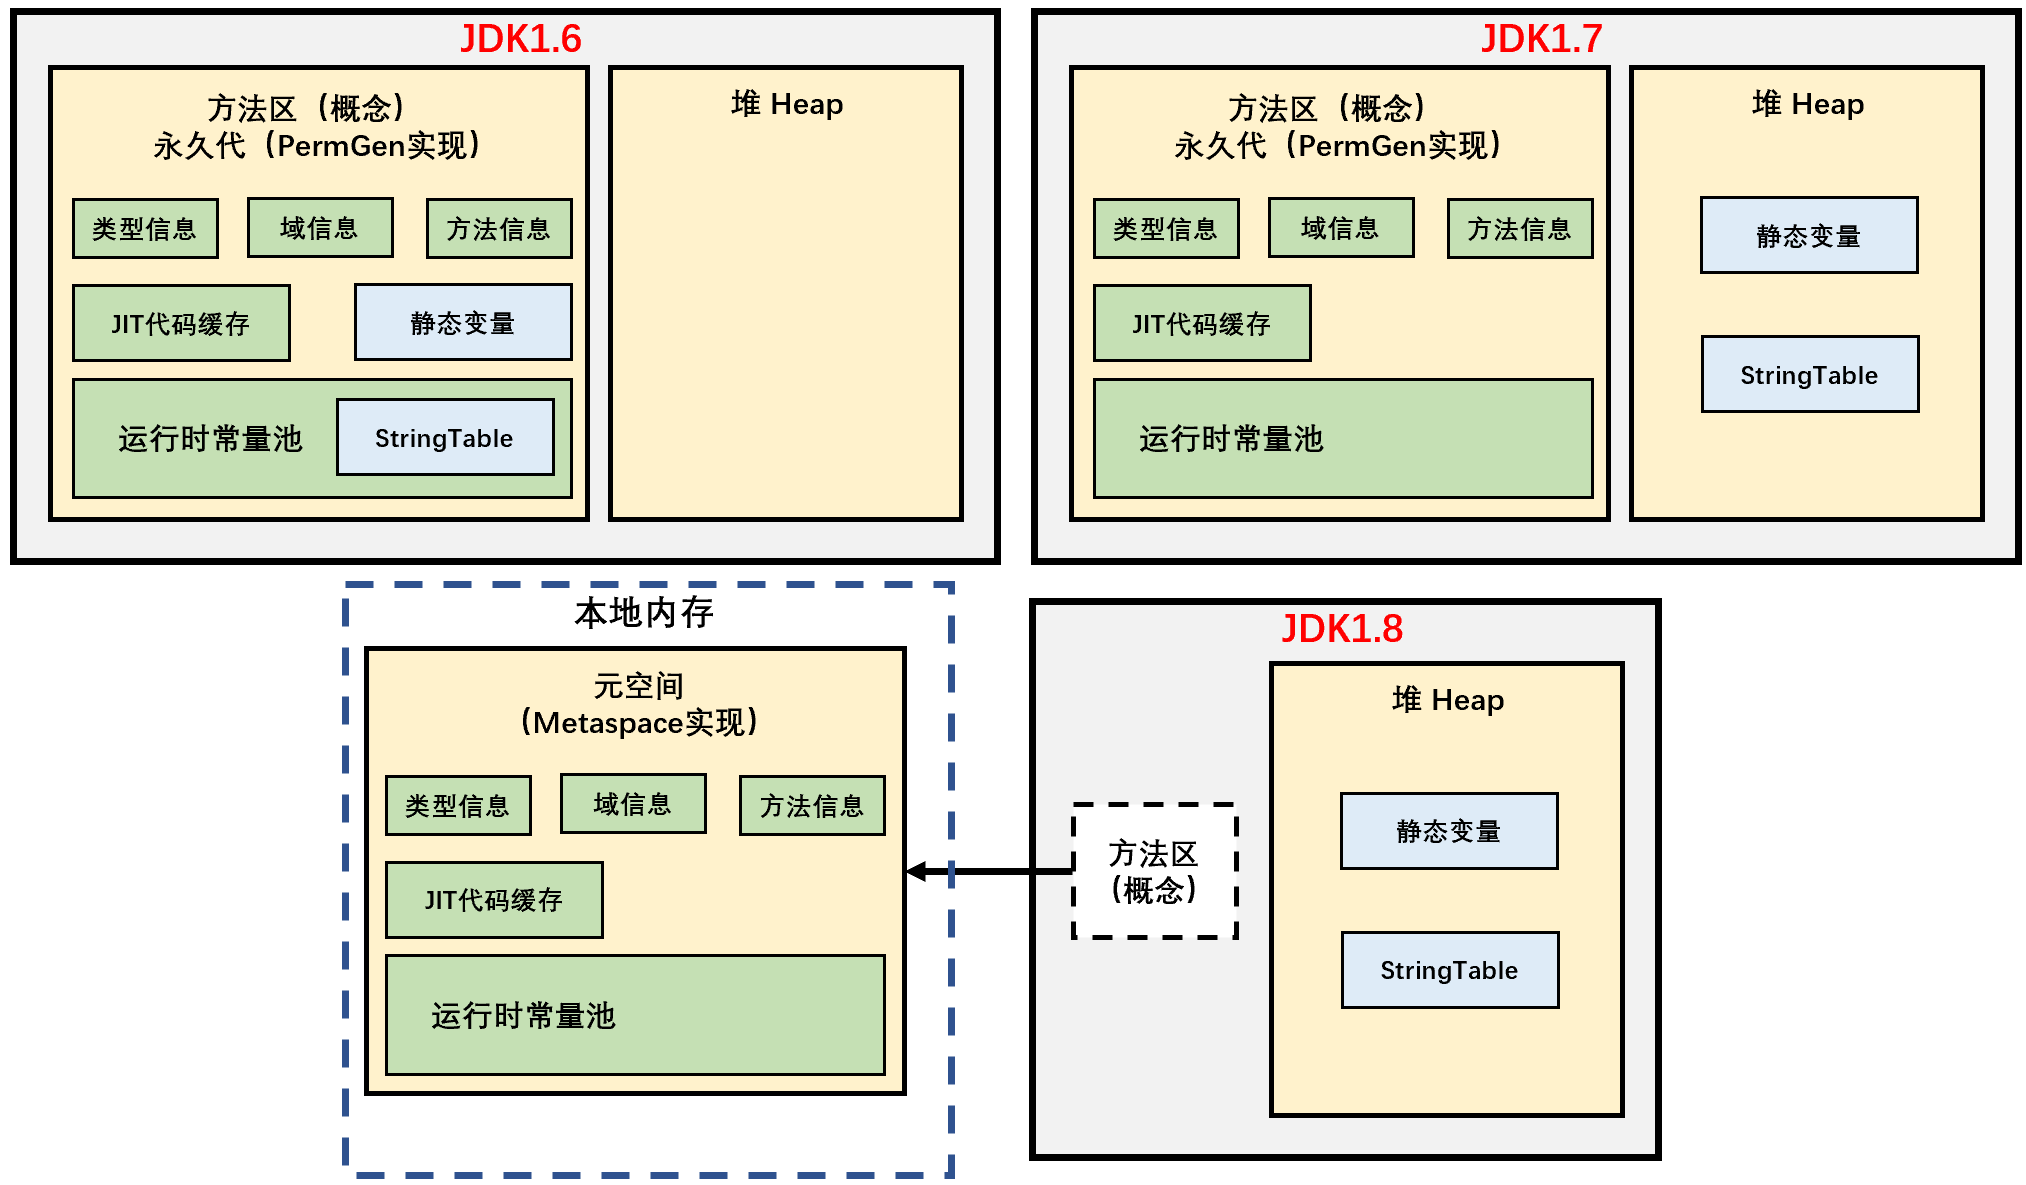 JDK1.6
方法区（概念）
永久代（PermGen实现）
类型信息
域信息
方法信息
JIT代码缓存
静态变量
运行时常量池
StringTable
堆 Heap
JDK1.7
方法区（概念）
永久代（PermGen实现）
类型信息
域信息
方法信息
JIT代码缓存
运行时常量池
堆 Heap
静态变量
StringTable
本地内存
元空间
（Metaspace实现）
类型信息
域信息
方法信息
JIT代码缓存
运行时常量池
JDK1.8
方法区
（概念）
堆 Heap
静态变量
StringTable